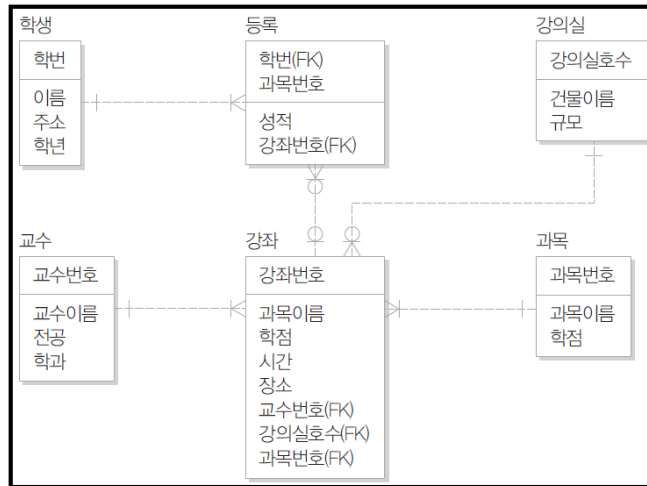 학생
학번
이름
주소
학년
등록
학번(FK)
과목번호
성적
강좌번호(FK)
강의실
강의실호수
건물이름
규모
교수
교수번호
교수이름
전공
학과
강좌
강좌번호
과목이름
학점
시간
장소
교수번호(FK)
강의실호수(FK)
과목번호(FK)
과목
과목번호
과목이름
학점